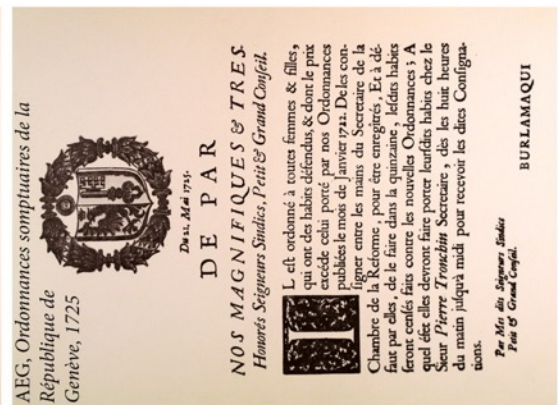 AEG, Ordonnances somptuaires de la
République de
Genève, 1725
Du 21. Mai 1725.
DE PAR
NOS MAGNIFIQUES & TRES-
Honorés Seigneurs Sindics, Petit & Grand Conseil.
IL est ordonné à toutes femmes & filles,
qui ont des habits défendus, & dont le prix
excéde celui porté par nos Ordonnances
publiées le mois de Janvier 1722. De les con-
signer entre les mains du Secretaire de la
Chambre de la Réforme, pour être enregitrés, Et à dé-
faut par elles, de le faire dans la quinzaine, lesdits habits
seront censés faits contre les nouvelles Ordonnances; A
quel éfet elles devront faire porter leursdits habits chez le
Sieur Pierre Tronchin Secretaire, dès les huit heures
du matin jusqu'à midi pour recevoir les dites Consigna-
tions.
Par Mes dits Seigneurs Sindics
Petit & Grand Conseil.
BURLAMAQUI